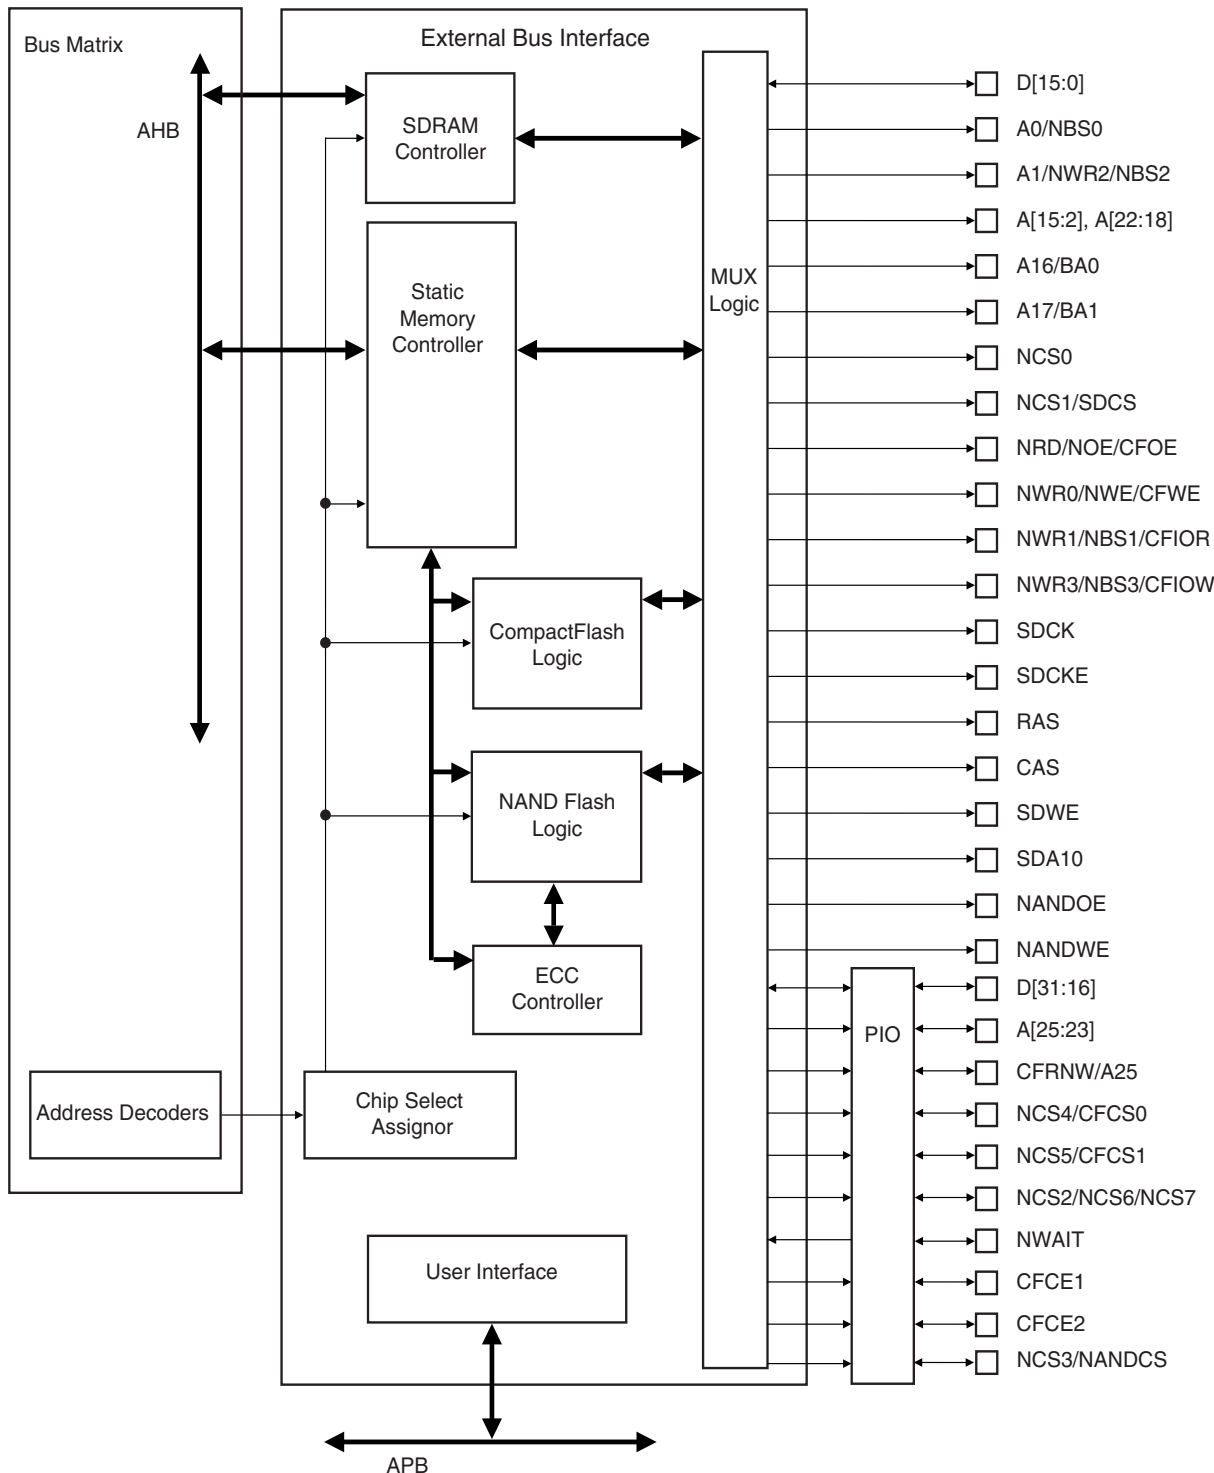 Bus Matrix
External Bus Interface
AHB
SDRAM
Controller
Static
Memory
Controller
MUX
Logic
CompactFlash
Logic
NAND Flash
Logic
ECC
Controller
PIO
Address Decoders
Chip Select
Assignor
User Interface
APB
D[15:0]
A0/NBS0
A1/NWR2/NBS2
A[15:2], A[22:18]
A16/BA0
A17/BA1
NCS0
NCS1/SDCS
NRD/NOE/CFOE
NWR0/NWE/CFWE
NWR1/NBS1/CFIOR
NWR3/NBS3/CFIOW
SDCK
SDCKE
RAS
CAS
SDWE
SDA10
NANDOE
NANDWE
D[31:16]
A[25:23]
CFRNW/A25
NCS4/CFCS0
NCS5/CFCS1
NCS2/NCS6/NCS7
NWAIT
CFCE1
CFCE2
NCS3/NANDCS